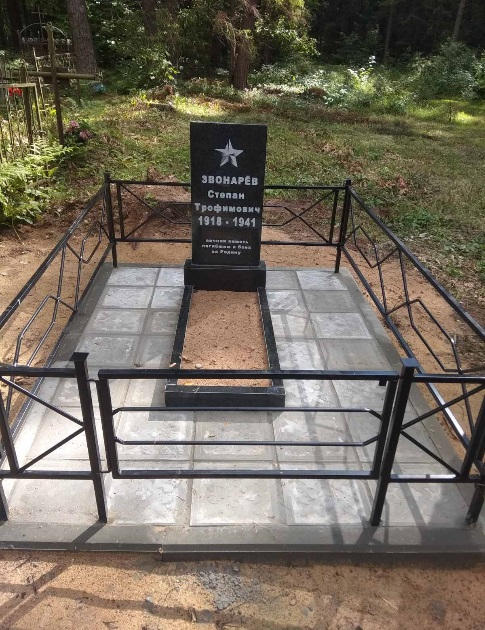 ЗВОНАРЁВ
Степан
Трофимович
1918 - 1941
вечная память
погибшим в боях
за Родину